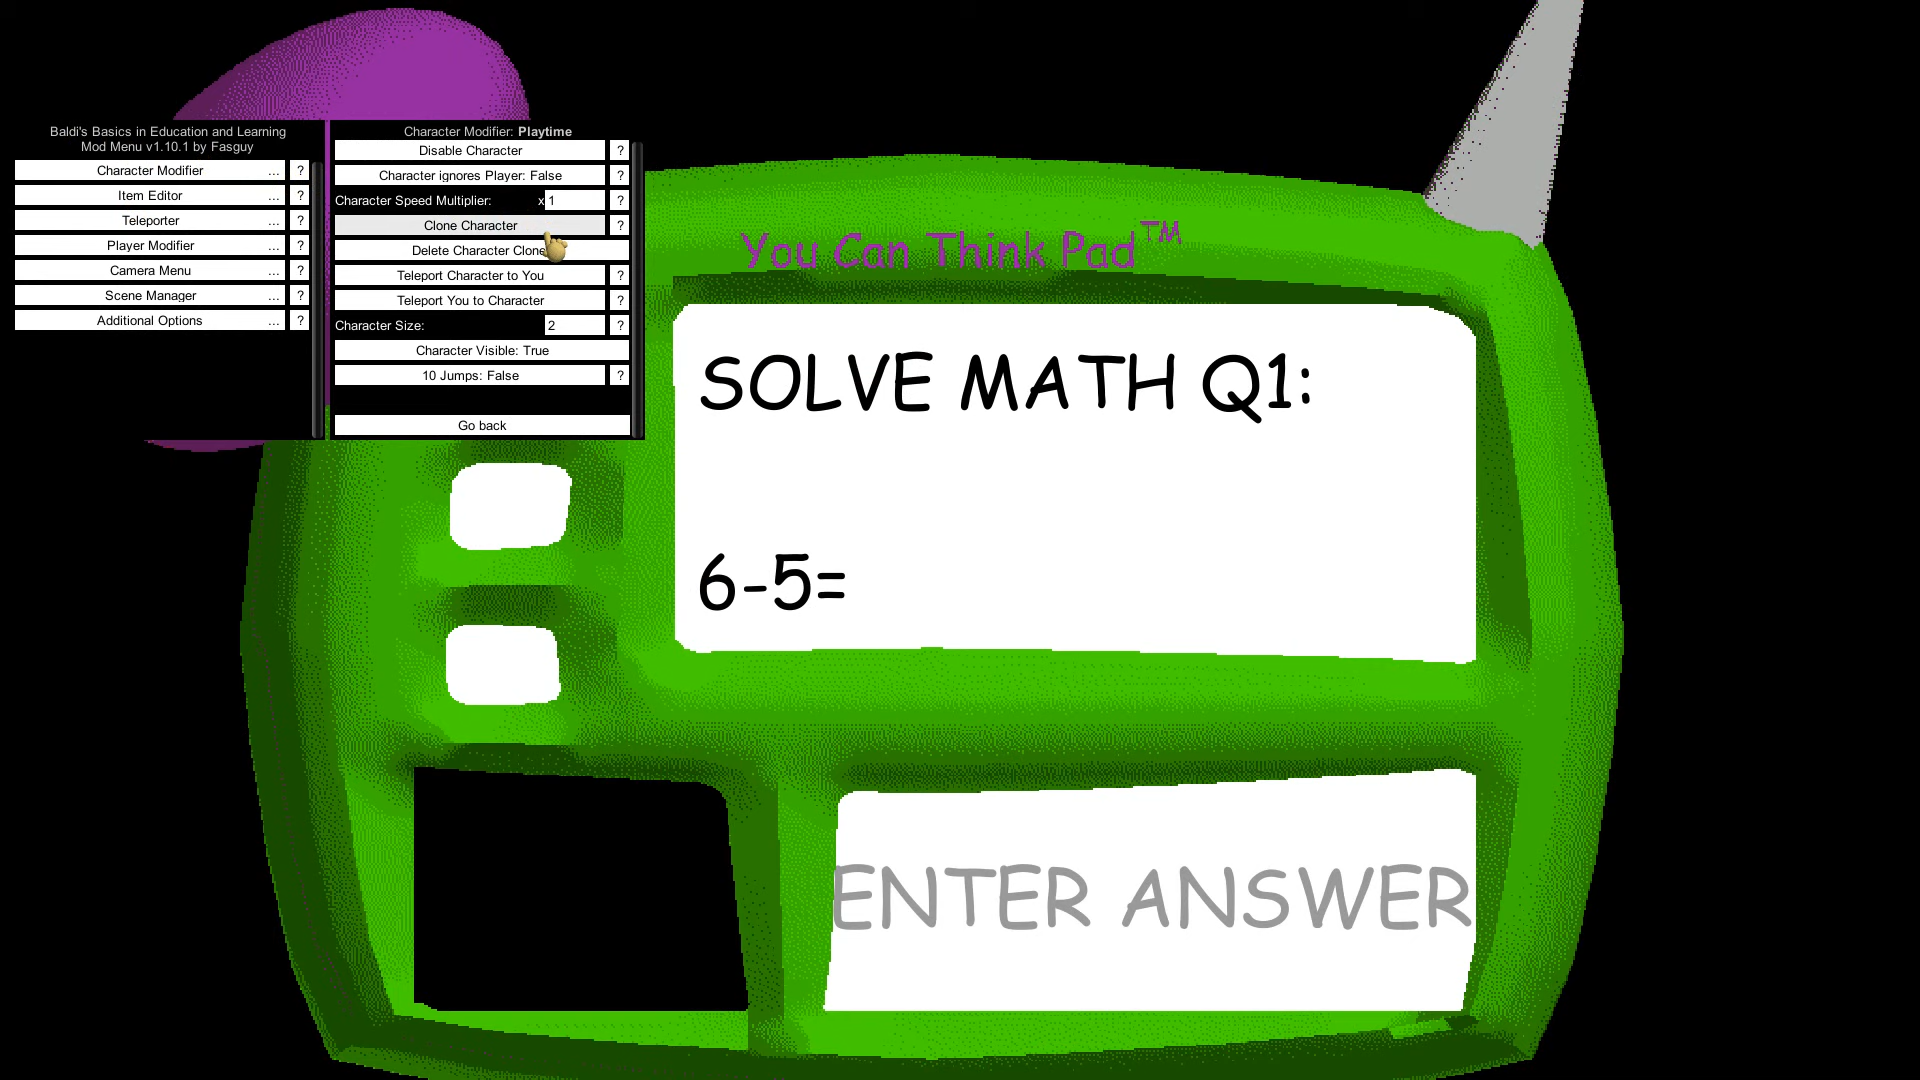 Baldi's Basics in Education and Learning
Mod Menu v1.10.1 by Fasguy
Character Modifier ... ?
Item Editor ... ?
Teleporter ... ?
Player Modifier ... ?
Camera Menu ... ?
Scene Manager ... ?
Additional Options ... ?
Character Modifier: Playtime
Disable Character ?
Character ignores Player: False ?
Character Speed Multiplier: x 1 ?
Clone Character ?
Delete Character Clone
Teleport Character to You ?
Teleport You to Character ?
Character Size: 2 ?
Character Visible: True
10 Jumps: False ?
Go back
You Can Think Pad™
SOLVE MATH Q1:
6-5=
ENTER ANSWER